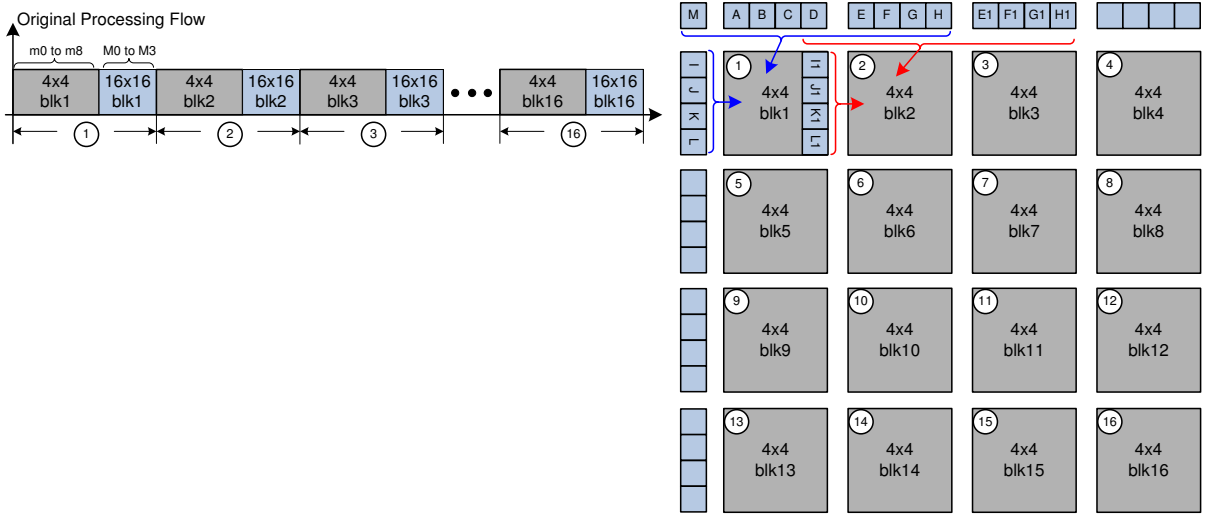 Original Processing Flow
m0 to m8 M0 to M3
4x4 16x16 4x4 16x16 4x4 16x16 4x4 16x16
blk1 blk1 blk2 blk2 blk3 blk3 blk16 blk16
1 2 3 16
M A B C D E F G H E1 F1 G1 H1
I J K L
I1 J1 K1 L1
1
4x4
blk1
2
4x4
blk2
3
4x4
blk3
4
4x4
blk4
5
4x4
blk5
6
4x4
blk6
7
4x4
blk7
8
4x4
blk8
9
4x4
blk9
10
4x4
blk10
11
4x4
blk11
12
4x4
blk12
13
4x4
blk13
14
4x4
blk14
15
4x4
blk15
16
4x4
blk16